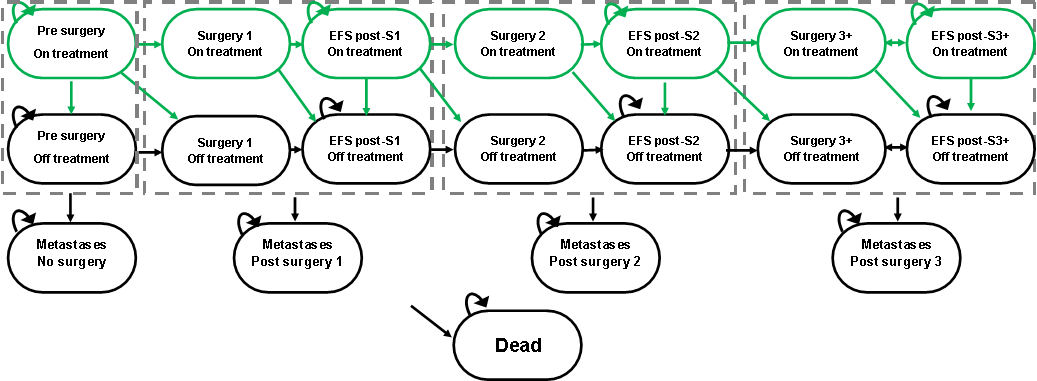 Pre surgery
On treatment
Surgery 1
On treatment
EFS post-S1
On treatment
Surgery 2
On treatment
EFS post-S2
On treatment
Surgery 3+
On treatment
EFS post-S3+
On treatment
Pre surgery
Off treatment
Surgery 1
Off treatment
EFS post-S1
Off treatment
Surgery 2
Off treatment
EFS post-S2
Off treatment
Surgery 3+
Off treatment
EFS post-S3+
Off treatment
Metastases
No surgery
Metastases
Post surgery 1
Metastases
Post surgery 2
Metastases
Post surgery 3
Dead